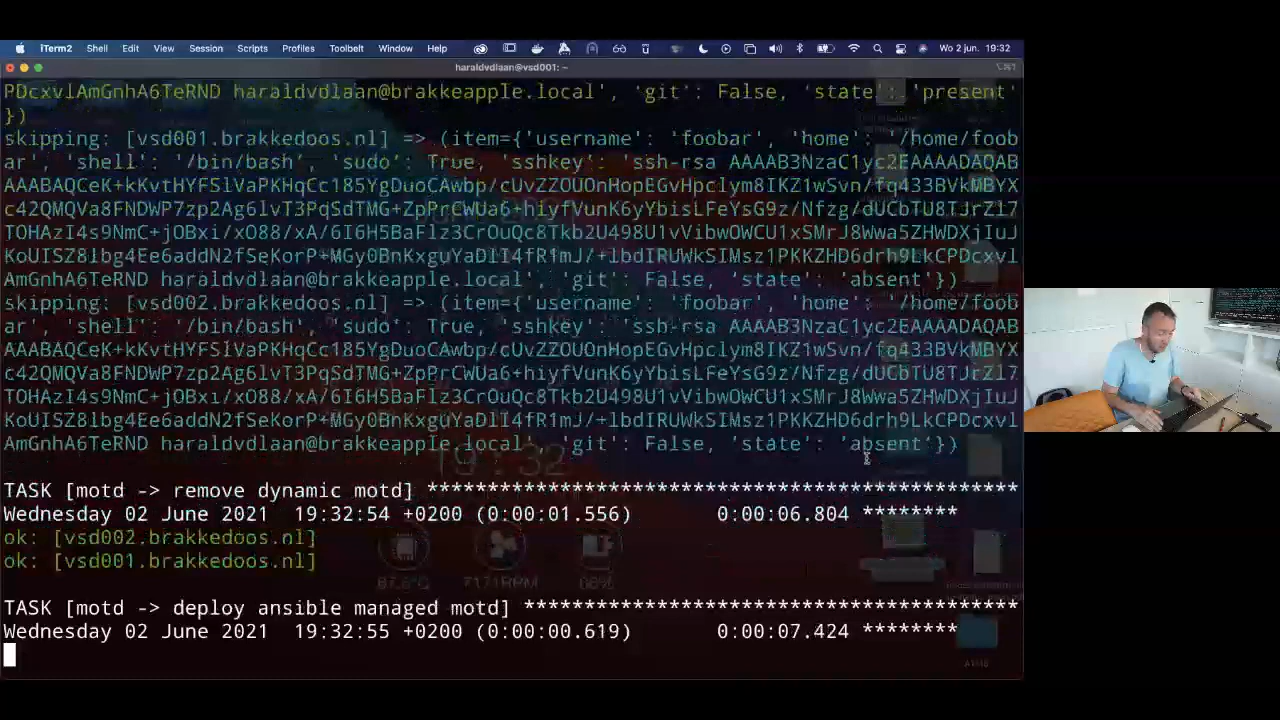 iTerm2 Shell Edit View Session Scripts Profiles Toolbelt Window Help Wo 2 jun. 19:32
haraldvdlaan@vsd001: ~ ⌥⌘1
PDcxvlAmGnhA6TeRND haraldvdlaan@brakkeapple.local', 'git': False, 'state': 'present'
})
skipping: [vsd001.brakkedoos.nl] => (item={'username': 'foobar', 'home': '/home/foob
ar', 'shell': '/bin/bash', 'sudo': True, 'sshkey': 'ssh-rsa AAAAB3NzaC1yc2EAAAADAQAB
AAABAQCeK+kKvtHYFSlVaPKHqCc185YgDuoCAwbp/cUvZZOUOnHopEGvHpclym8IKZ1wSvn/fq433BVkMBYX
c42QMQVa8FNDWP7zp2Ag6lvT3PqSdTMG+ZpPrCWUa6+hiyfVunK6yYbisLFeYsG9z/Nfzg/dUCbTU8TJrZl7
TOHAzI4s9NmC+jOBxi/xO88/xA/6I6H5BaFlz3CrOuQc8Tkb2U498U1vVibwOWCU1xSMrJ8Wwa5ZHWDXjIuJ
KoUISZ8lbg4Ee6addN2fSeKorP+MGy0BnKxguYaDlI4fR1mJ/+lbdIRUWkSIMsz1PKKZHD6drh9LkCPDcxvl
AmGnhA6TeRND haraldvdlaan@brakkeapple.local', 'git': False, 'state': 'absent'})
skipping: [vsd002.brakkedoos.nl] => (item={'username': 'foobar', 'home': '/home/foob
ar', 'shell': '/bin/bash', 'sudo': True, 'sshkey': 'ssh-rsa AAAAB3NzaC1yc2EAAAADAQAB
AAABAQCeK+kKvtHYFSlVaPKHqCc185YgDuoCAwbp/cUvZZOUOnHopEGvHpclym8IKZ1wSvn/fq433BVkMBYX
c42QMQVa8FNDWP7zp2Ag6lvT3PqSdTMG+ZpPrCWUa6+hiyfVunK6yYbisLFeYsG9z/Nfzg/dUCbTU8TJrZl7
TOHAzI4s9NmC+jOBxi/xO88/xA/6I6H5BaFlz3CrOuQc8Tkb2U498U1vVibwOWCU1xSMrJ8Wwa5ZHWDXjIuJ
KoUISZ8lbg4Ee6addN2fSeKorP+MGy0BnKxguYaDlI4fR1mJ/+lbdIRUWkSIMsz1PKKZHD6drh9LkCPDcxvl
AmGnhA6TeRND haraldvdlaan@brakkeapple.local', 'git': False, 'state': 'absent'})
19:32
TASK [motd -> remove dynamic motd] *************************************************
Wednesday 02 June 2021 19:32:54 +0200 (0:00:01.556) 0:00:06.804 ********
ok: [vsd002.brakkedoos.nl]
ok: [vsd001.brakkedoos.nl]
7171RPM 66%
TASK [motd -> deploy ansible managed motd] *****************************************
Wednesday 02 June 2021 19:32:55 +0200 (0:00:00.619) 0:00:07.424 ********